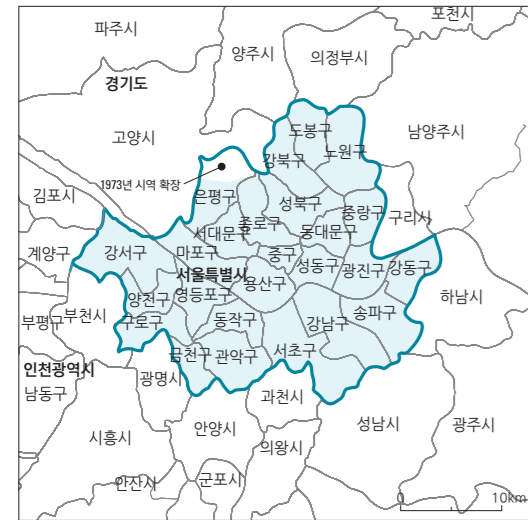 포천시
파주시
양주시
의정부시
경기도
도봉구
남양주시
고양시
노원구
강북구
1973년 시역 확장
김포시
은평구
성북구
중랑구
구리시
종로구
서대문구
동대문구
계양구
강서구
마포구
중구
성동구
광진구
강동구
서울특별시
용산구
양천구
영등포구
하남시
부평구
부천시
구로구
동작구
강남구
송파구
금천구
관악구
서초구
인천광역시
남동구
광명시
과천시
시흥시
안양시
성남시
광주시
의왕시
안산시
군포시
0
10km